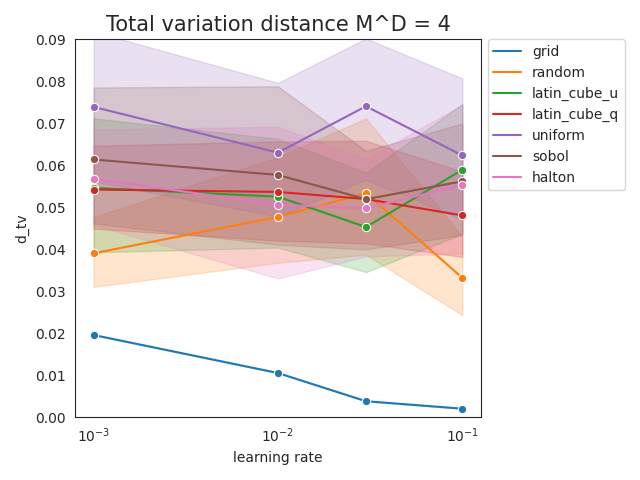 Total variation distance M^D = 4
d_tv
0.09
0.08
0.07
0.06
0.05
0.04
0.03
0.02
0.01
0.00
10⁻³ 10⁻² 10⁻¹
learning rate
grid
random
latin_cube_u
latin_cube_q
uniform
sobol
halton